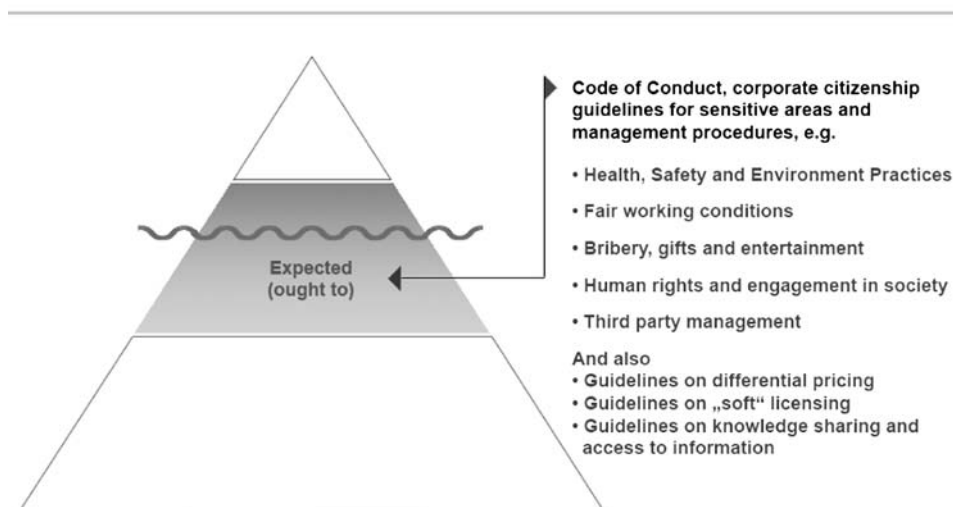 Code of Conduct, corporate citizenship
guidelines for sensitive areas and
management procedures, e.g.
• Health, Safety and Environment Practices
• Fair working conditions
• Bribery, gifts and entertainment
• Human rights and engagement in society
• Third party management
And also
• Guidelines on differential pricing
• Guidelines on „soft“ licensing
• Guidelines on knowledge sharing and
access to information
Expected
(ought to)